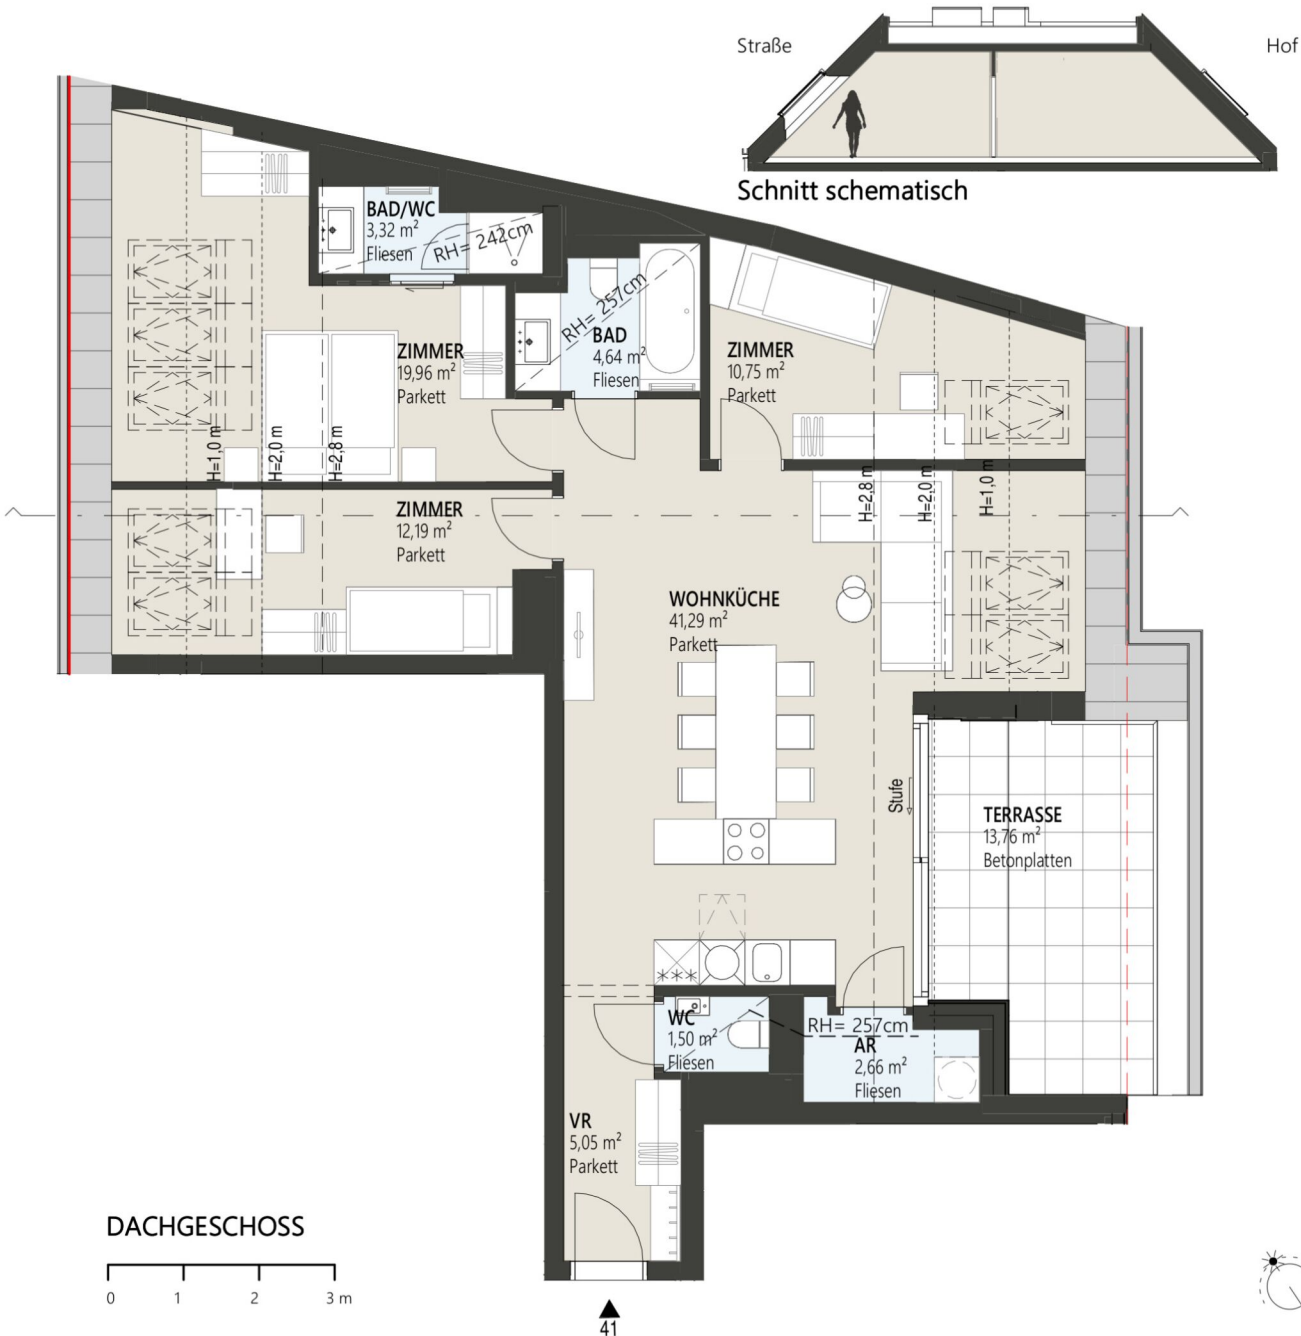 Straße
Hof
Schnitt schematisch
BAD/WC
3,32 m²
Fliesen
RH= 242cm
RH= 257cm
BAD
4,64 m²
Fliesen
ZIMMER
19,96 m²
Parkett
ZIMMER
10,75 m²
Parkett
H=1,0 m
H=2,0 m
H=2,8 m
H=2,8 m
H=2,0 m
H=1,0 m
ZIMMER
12,19 m²
Parkett
WOHNKÜCHE
41,29 m²
Parkett
Stufe
TERRASSE
13,76 m²
Betonplatten
WC
1,50 m²
Fliesen
RH= 257cm
AR
2,66 m²
Fliesen
VR
5,05 m²
Parkett
DACHGESCHOSS
0 1 2 3 m
41